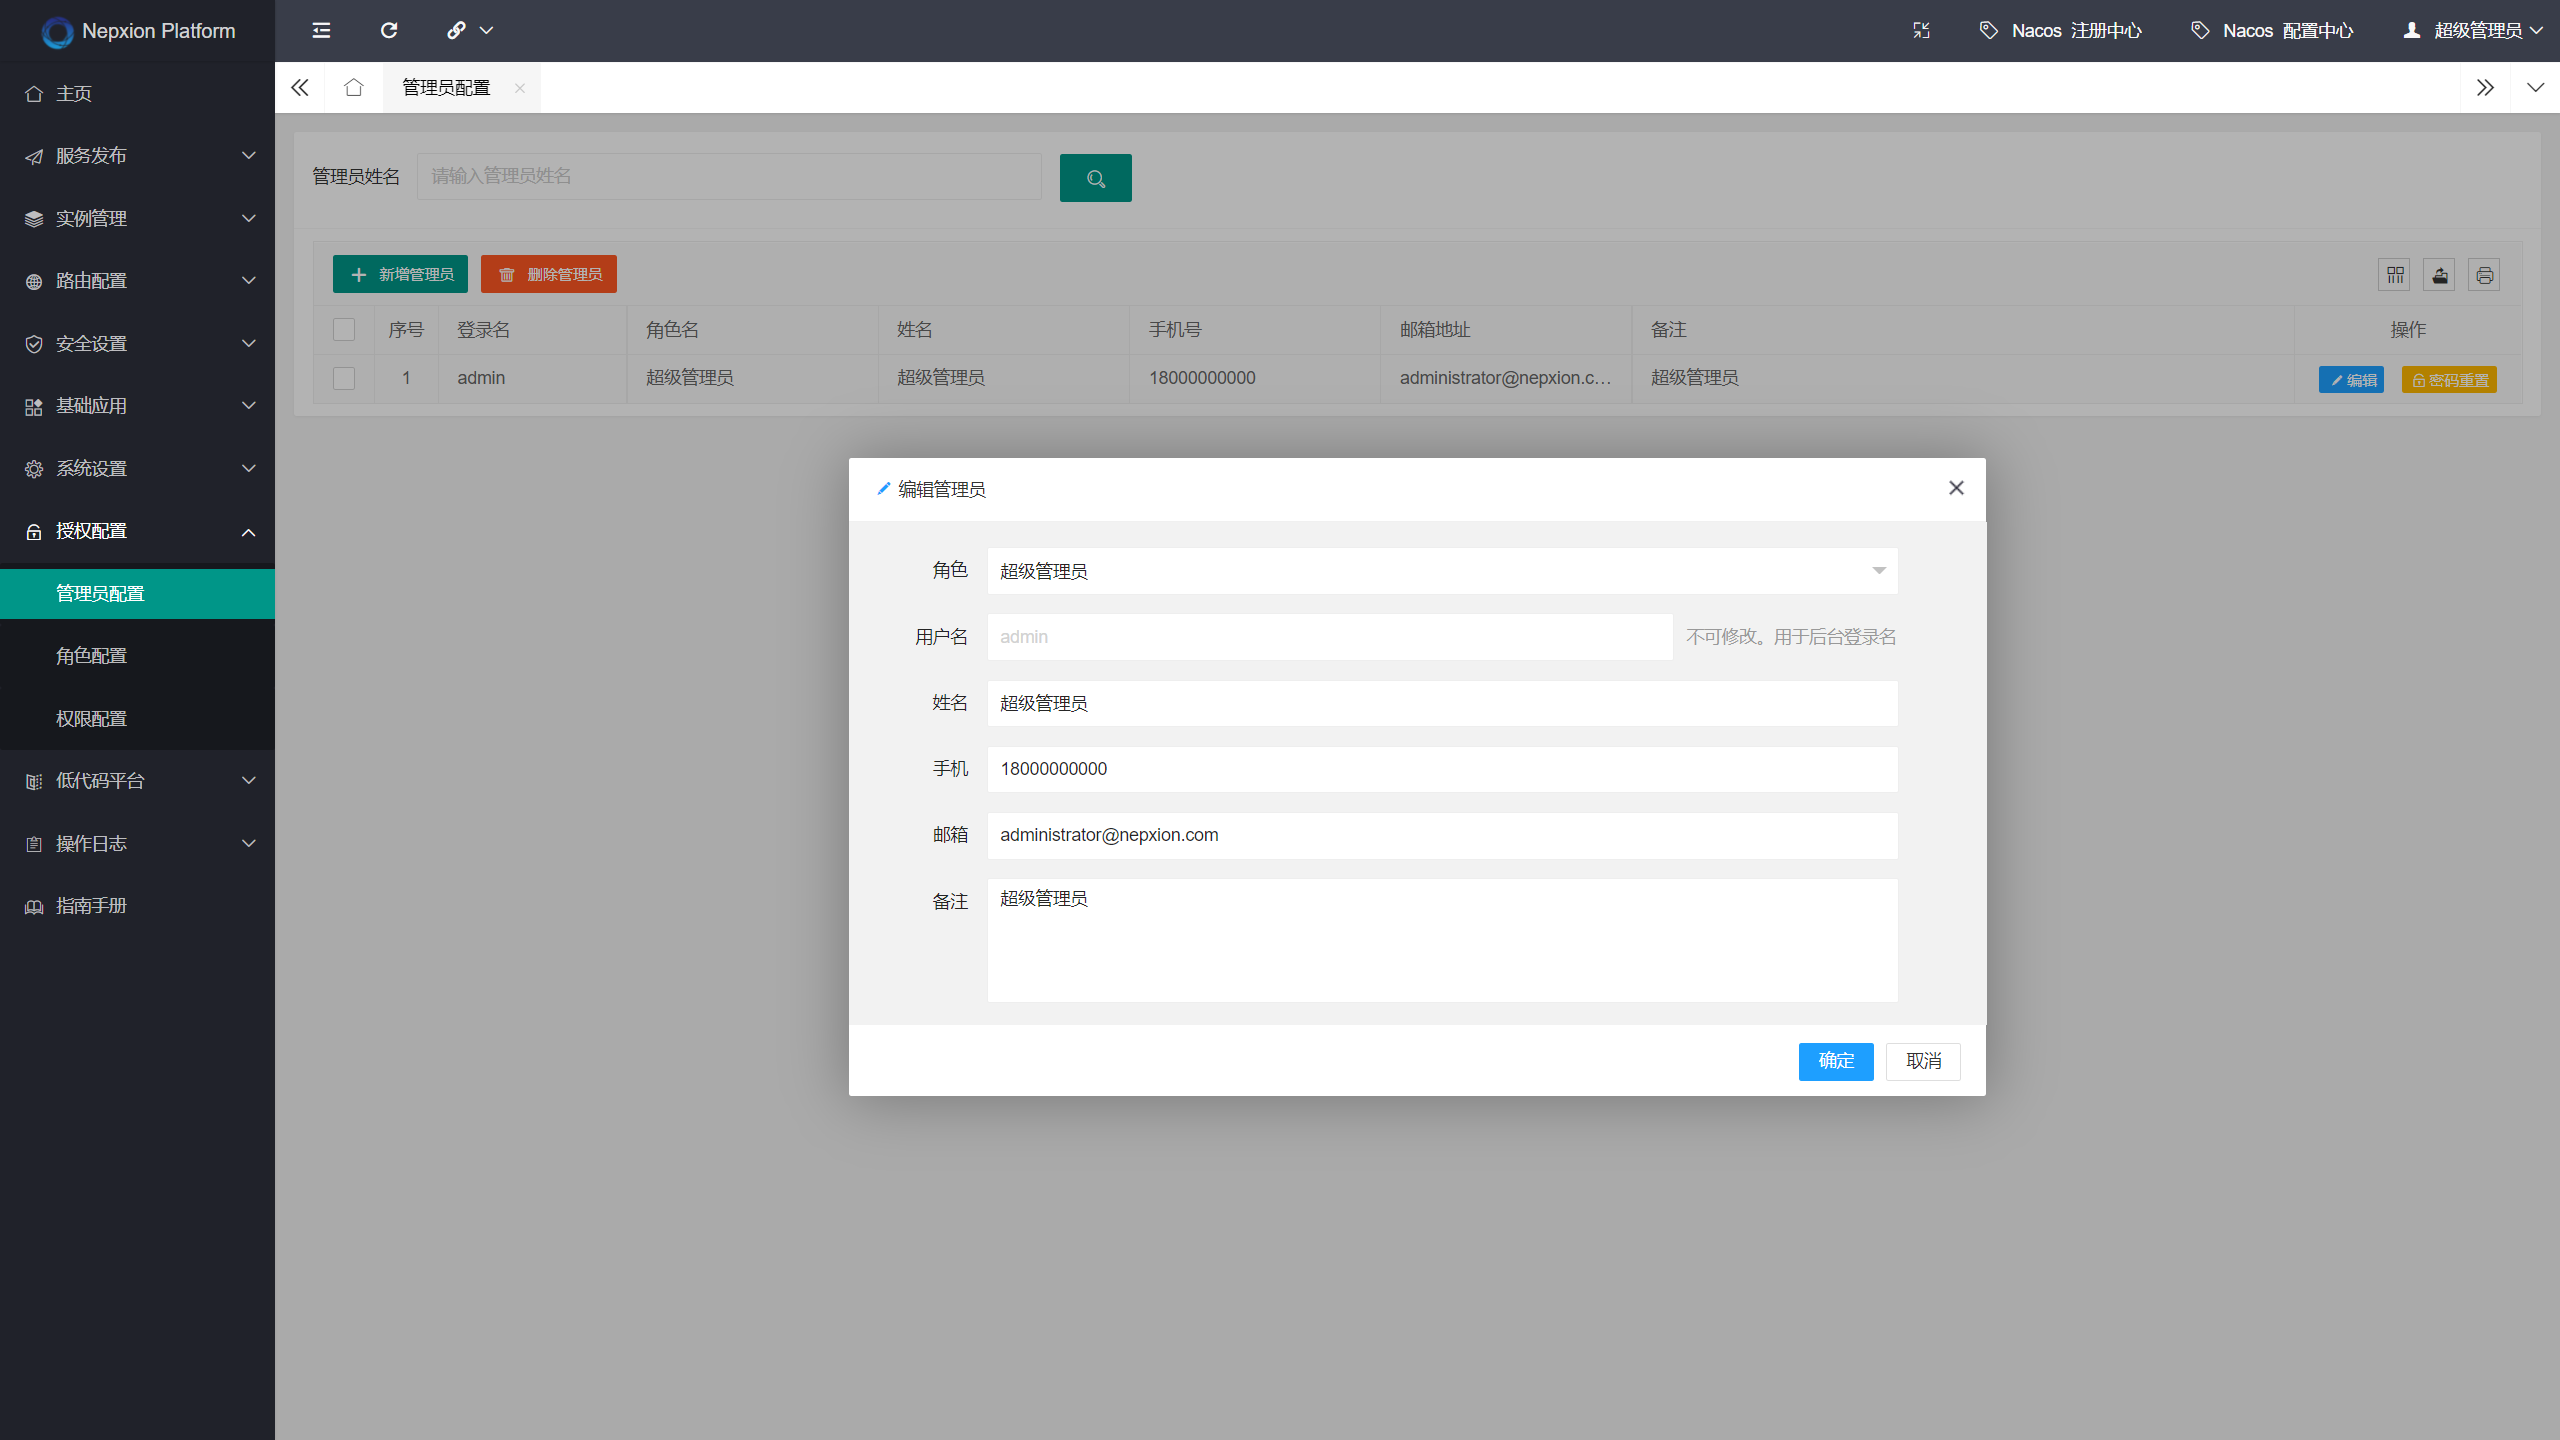 Nepxion Platform
Nacos 注册中心
Nacos 配置中心
超级管理员
主页
服务发布
实例管理
路由配置
安全设置
基础应用
系统设置
授权配置
管理员配置
角色配置
权限配置
低代码平台
操作日志
指南手册
管理员配置
管理员姓名 请输入管理员姓名
新增管理员 删除管理员
序号 登录名 角色名 姓名 手机号 邮箱地址 备注 操作
1 admin 超级管理员 超级管理员 18000000000 administrator@nepxion.c... 超级管理员 编辑 密码重置
编辑管理员
角色 超级管理员
用户名 admin 不可修改。用于后台登录名
姓名 超级管理员
手机 18000000000
邮箱 administrator@nepxion.com
备注 超级管理员
确定 取消